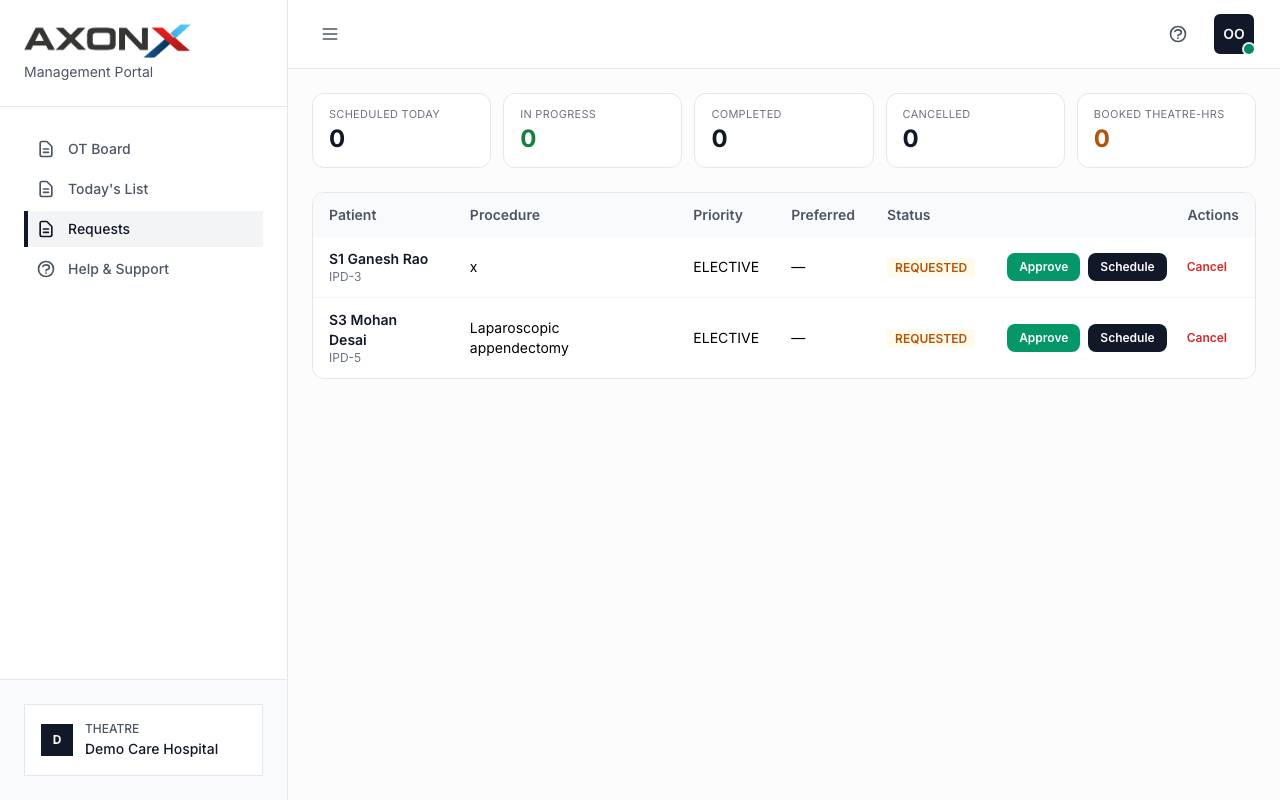 AXONX
Management Portal
OT Board
Today's List
Requests
Help & Support
THEATRE
D
Demo Care Hospital
OO
SCHEDULED TODAY
0
IN PROGRESS
0
COMPLETED
0
CANCELLED
0
BOOKED THEATRE-HRS
0
Patient Procedure Priority Preferred Status Actions
S1 Ganesh Rao
IPD-3
x ELECTIVE — REQUESTED Approve Schedule Cancel
S3 Mohan
Desai
IPD-5
Laparoscopic
appendectomy
ELECTIVE — REQUESTED Approve Schedule Cancel